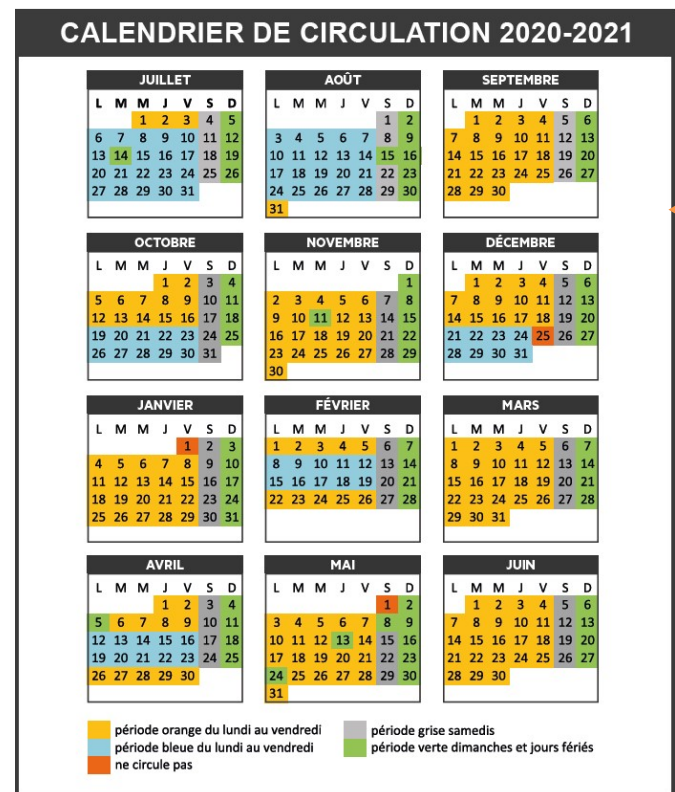 CALENDRIER DE CIRCULATION 2020-2021
JUILLET
L M M J V S D
1 2 3 4 5
6 7 8 9 10 11 12
13 14 15 16 17 18 19
20 21 22 23 24 25 26
27 28 29 30 31
AOÛT
L M M J V S D
1 2
3 4 5 6 7 8 9
10 11 12 13 14 15 16
17 18 19 20 21 22 23
24 25 26 27 28 29 30
31
SEPTEMBRE
L M M J V S D
1 2 3 4 5 6
7 8 9 10 11 12 13
14 15 16 17 18 19 20
21 22 23 24 25 26 27
28 29 30
OCTOBRE
L M M J V S D
1 2 3 4
5 6 7 8 9 10 11
12 13 14 15 16 17 18
19 20 21 22 23 24 25
26 27 28 29 30 31
NOVEMBRE
L M M J V S D
1
2 3 4 5 6 7 8
9 10 11 12 13 14 15
16 17 18 19 20 21 22
23 24 25 26 27 28 29
30
DÉCEMBRE
L M M J V S D
1 2 3 4 5 6
7 8 9 10 11 12 13
14 15 16 17 18 19 20
21 22 23 24 25 26 27
28 29 30 31
JANVIER
L M M J V S D
1 2 3
4 5 6 7 8 9 10
11 12 13 14 15 16 17
18 19 20 21 22 23 24
25 26 27 28 29 30 31
FÉVRIER
L M M J V S D
1 2 3 4 5 6 7
8 9 10 11 12 13 14
15 16 17 18 19 20 21
22 23 24 25 26 27 28
MARS
L M M J V S D
1 2 3 4 5 6 7
8 9 10 11 12 13 14
15 16 17 18 19 20 21
22 23 24 25 26 27 28
29 30 31
AVRIL
L M M J V S D
1 2 3 4
5 6 7 8 9 10 11
12 13 14 15 16 17 18
19 20 21 22 23 24 25
26 27 28 29 30
MAI
L M M J V S D
1 2
3 4 5 6 7 8 9
10 11 12 13 14 15 16
17 18 19 20 21 22 23
24 25 26 27 28 29 30
31
JUIN
L M M J V S D
1 2 3 4 5 6
7 8 9 10 11 12 13
14 15 16 17 18 19 20
21 22 23 24 25 26 27
28 29 30
période orange du lundi au vendredi
période bleue du lundi au vendredi
ne circule pas
période grise samedis
période verte dimanches et jours fériés